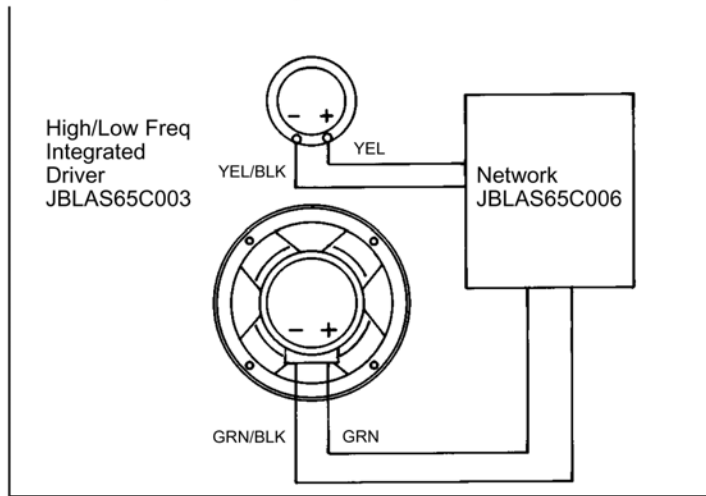 High/Low Freq
Integrated
Driver
JBLAS65C003
- +
YEL
YEL/BLK
Network
JBLAS65C006
- +
GRN/BLK
GRN